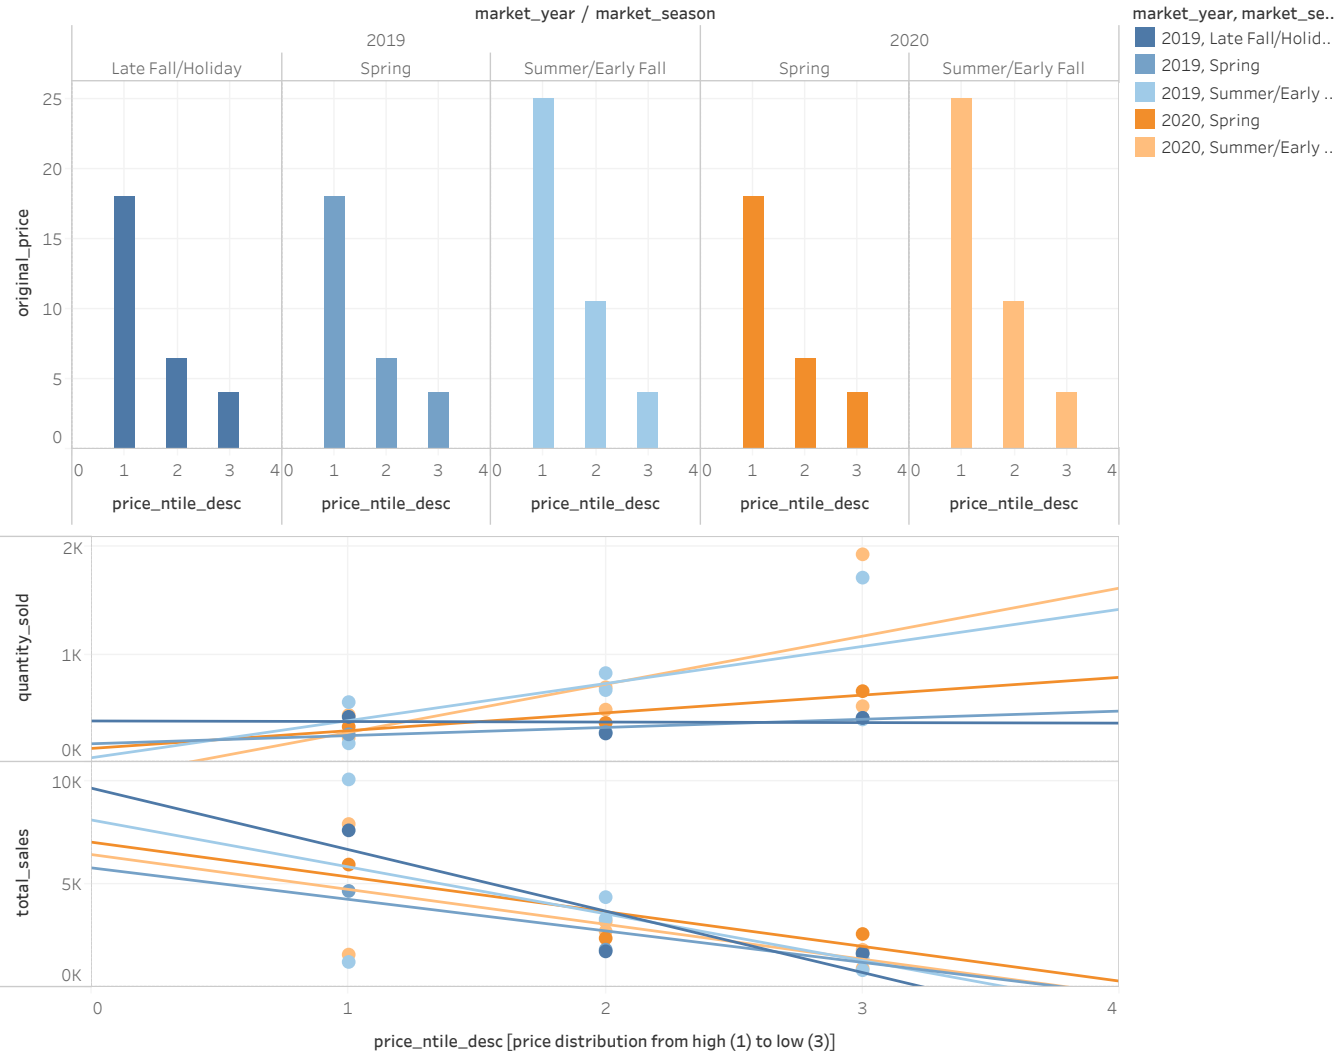 market_year / market_season
market_year, market_se..
2019, Late Fall/Holid..
2019, Spring
2019, Summer/Early ..
2020, Spring
2020, Summer/Early ..
2019 2020
Late Fall/Holiday Spring Summer/Early Fall Spring Summer/Early Fall
original_price
25
20
15
10
5
0
0 1 2 3 4 0 1 2 3 4 0 1 2 3 4 0 1 2 3 4 0 1 2 3 4
price_ntile_desc price_ntile_desc price_ntile_desc price_ntile_desc price_ntile_desc
quantity_sold
2K
1K
0K
total_sales
10K
5K
0K
0 1 2 3 4
price_ntile_desc [price distribution from high (1) to low (3)]